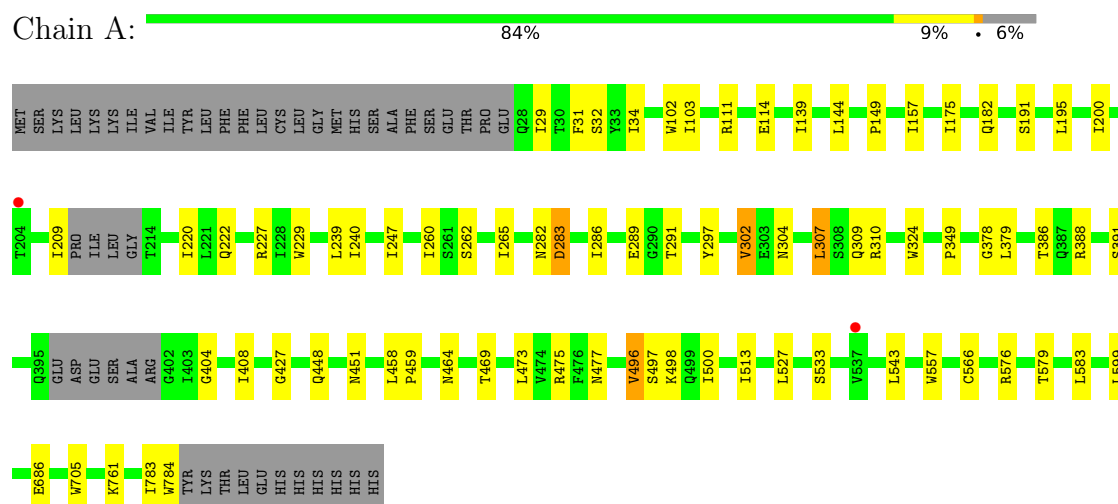 Chain A:
84% 9% • 6%
MET SER LYS LEU LYS LYS ILE VAL ILE TYR LEU PHE PHE LEU CYS LEU GLY MET HIS SER ALA PHE SER GLU THR PRO GLU Q28 I29 T30 F31 S32 Y33 I34 W102 I103 R111 E114 I139 L144 P149 I157 I175 Q182 S191 L195 I200
T204 I209 PRO ILE LEU GLY T214 I220 L221 Q222 R227 I228 W229 L239 I240 I247 I260 S261 S262 I265 N282 D283 I286 E289 G290 T291 Y297 V302 E303 N304 L307 S308 Q309 R310 W324 P349 G378 L379 T386 Q387 R388
Q395 GLU ASP GLU SER ALA ARG G402 I403 G404 I408 G427 Q448 N451 L458 P459 N464 T469 L473 V474 R475 F476 N477 V496 S497 K498 Q499 I500 I513 L527 S533 V537 L543 W557 C566 R576 T579 L583
E686 W705 K761 I783 W784 TYR LYS THR LEU GLU HIS HIS HIS HIS HIS HIS